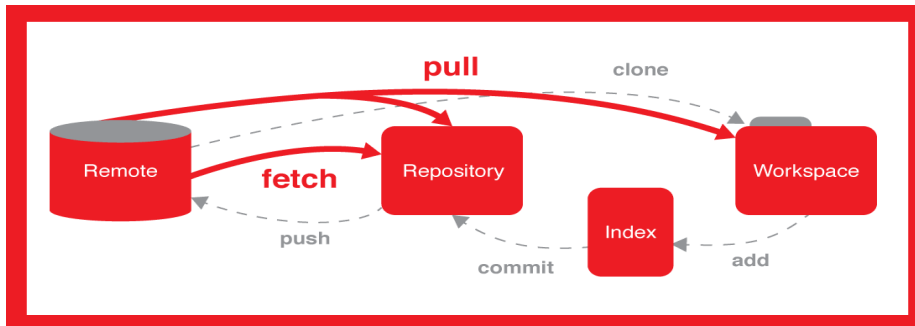 pull
clone
Remote
Repository
Workspace
fetch
push
Index
commit
add